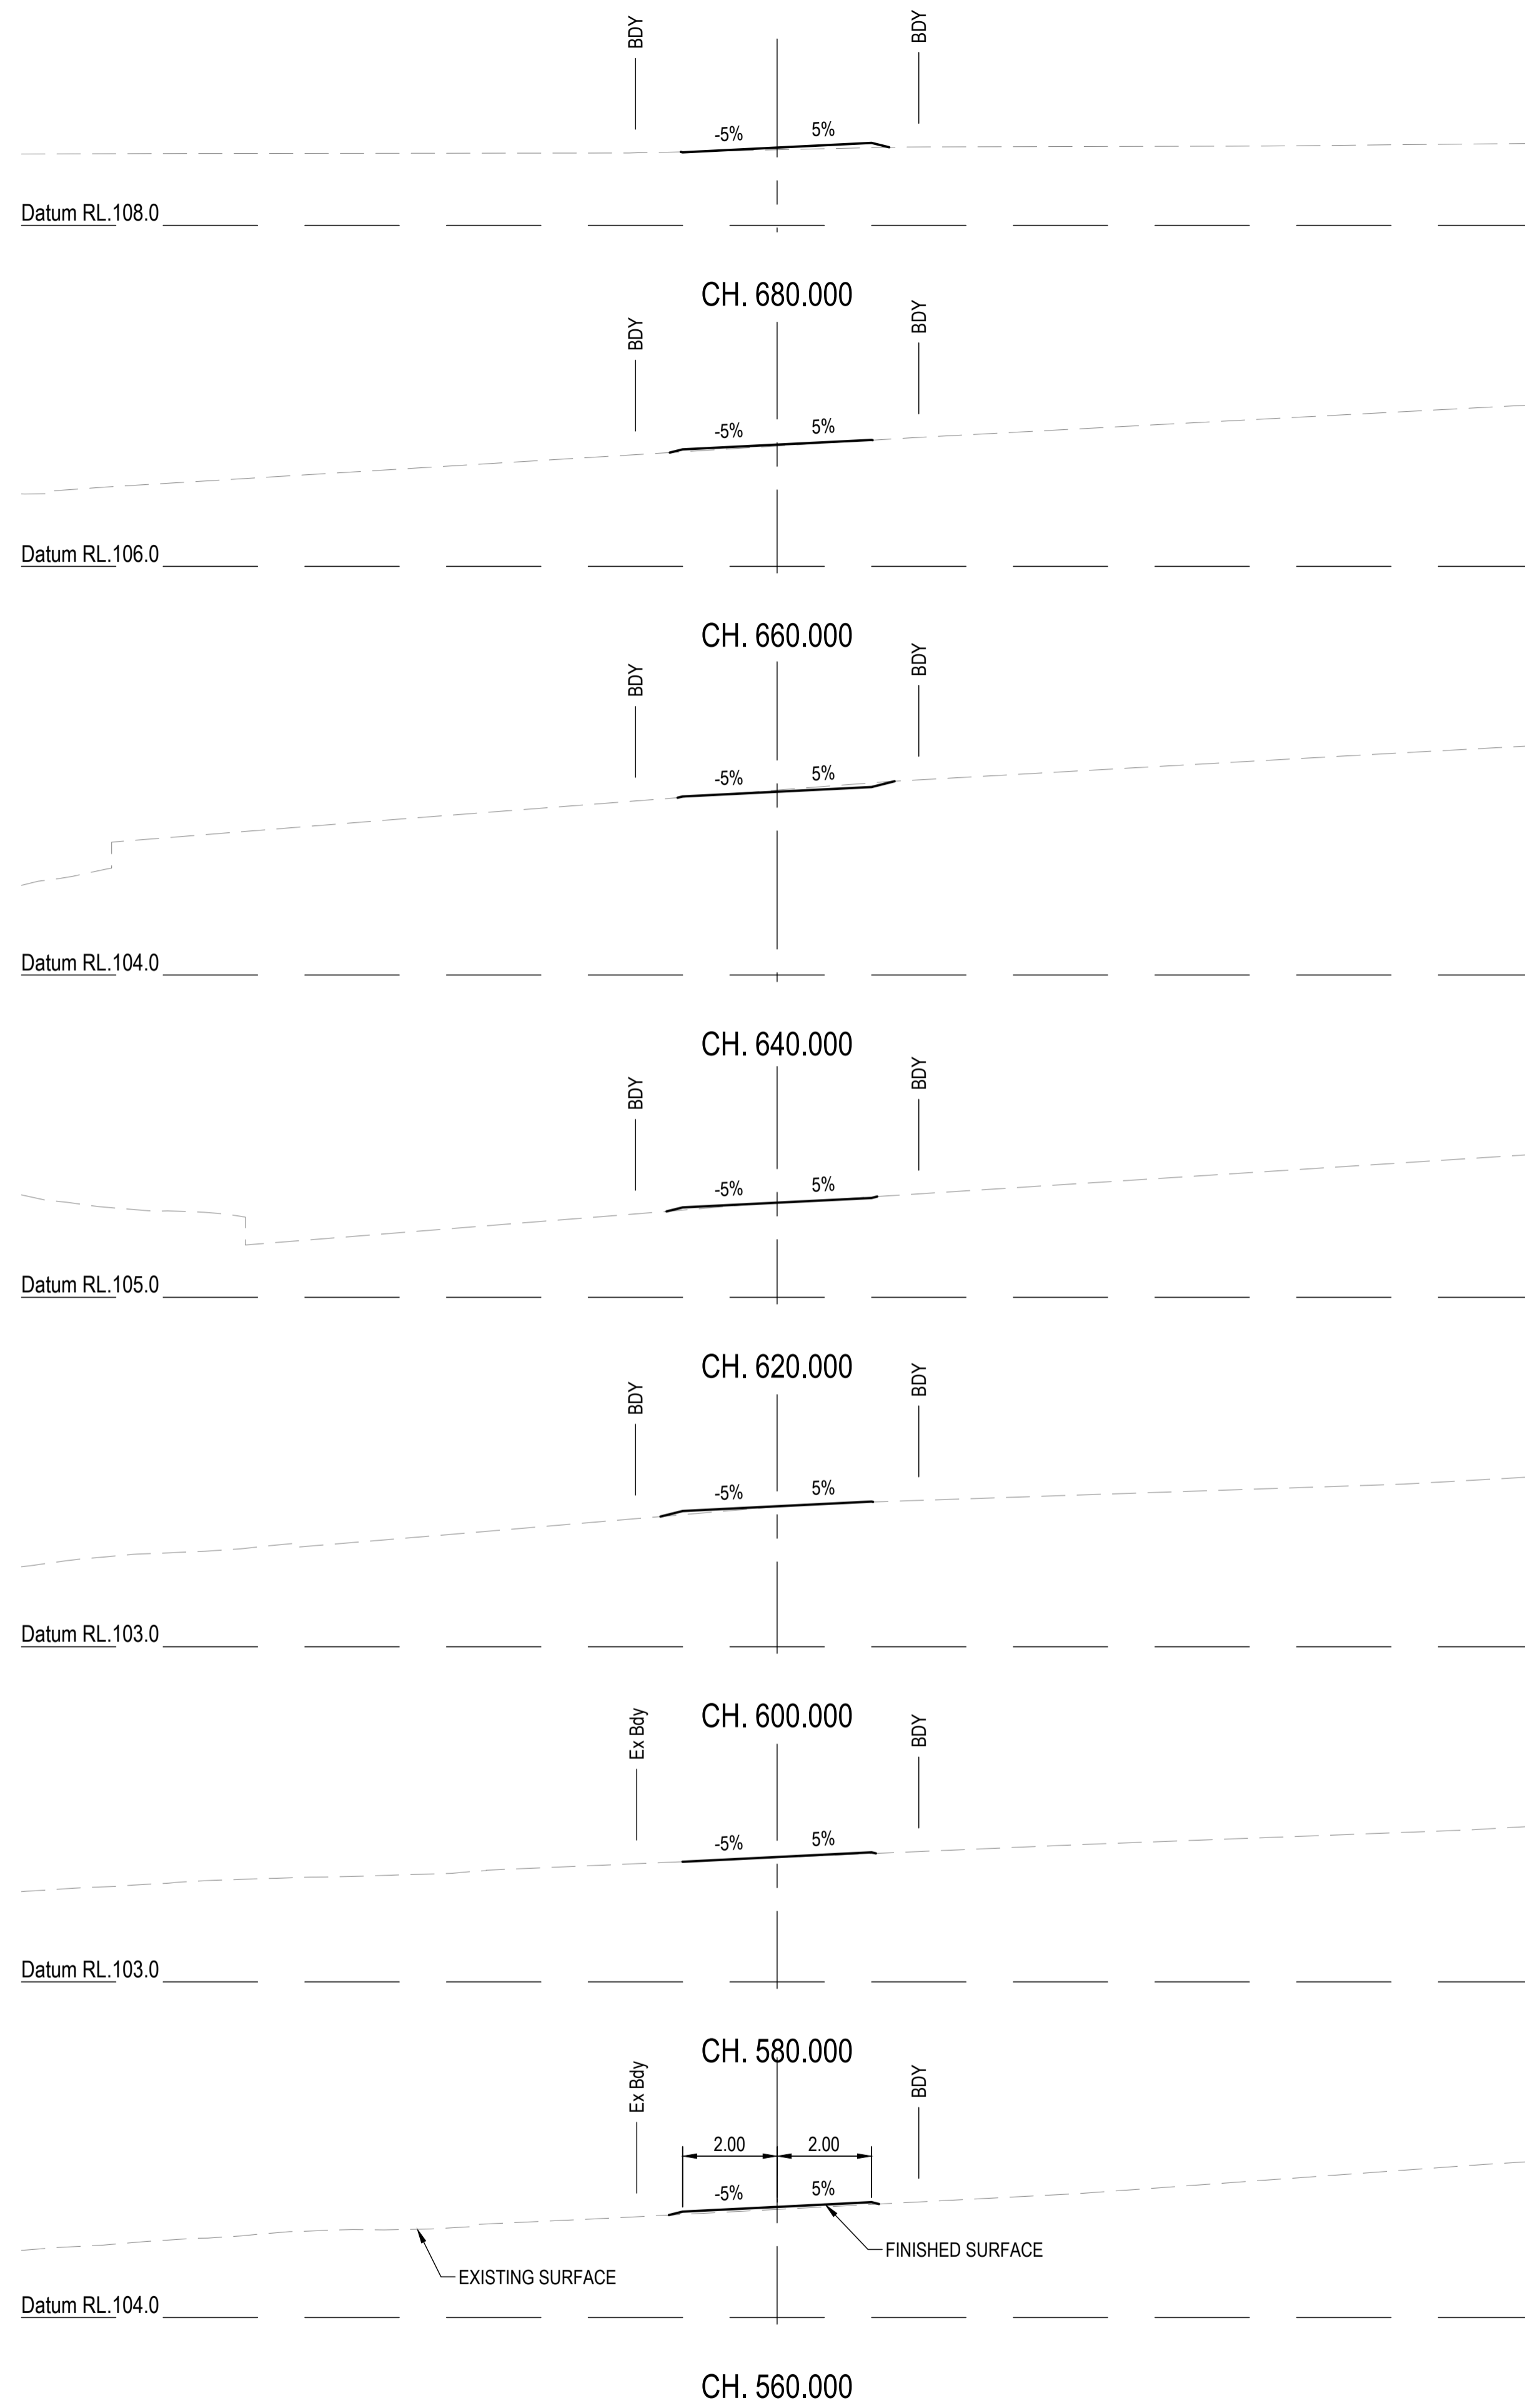 BDY
BDY
-5%
5%
Datum RL.108.0
CH. 680.000
BDY
BDY
-5%
5%
Datum RL.106.0
CH. 660.000
BDY
BDY
-5%
5%
Datum RL.104.0
CH. 640.000
BDY
BDY
-5%
5%
Datum RL.105.0
CH. 620.000
BDY
BDY
-5%
5%
Datum RL.103.0
CH. 600.000
Ex Bdy
BDY
-5%
5%
Datum RL.103.0
CH. 580.000
Ex Bdy
BDY
2.00
2.00
-5%
5%
FINISHED SURFACE
EXISTING SURFACE
Datum RL.104.0
CH. 560.000